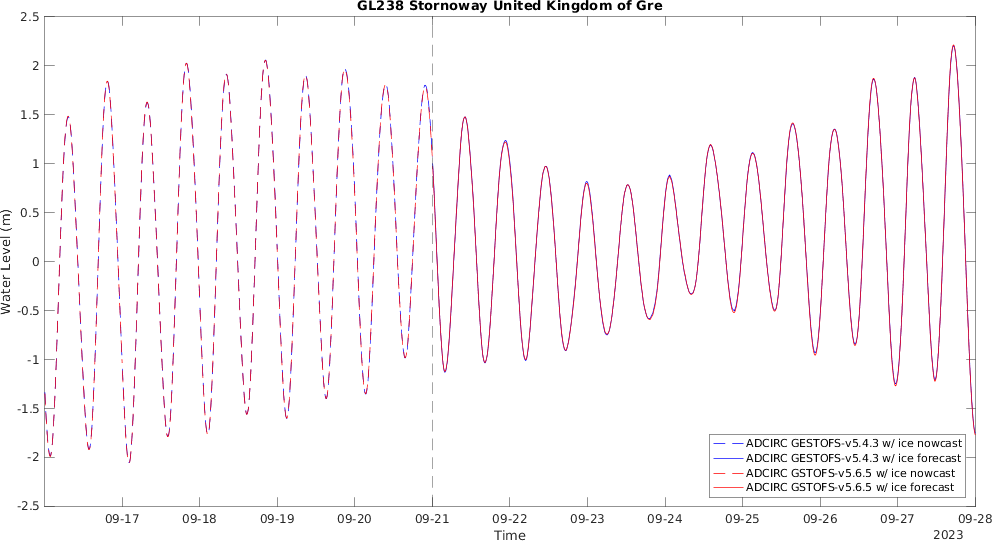 GL238 Stornoway United Kingdom of Gre
2.5
2
1.5
1
0.5
0
-0.5
-1
-1.5
-2
-2.5
Water Level (m)
ADCIRC GESTOFS-v5.4.3 w/ ice nowcast
ADCIRC GESTOFS-v5.4.3 w/ ice forecast
ADCIRC GSTOFS-v5.6.5 w/ ice nowcast
ADCIRC GSTOFS-v5.6.5 w/ ice forecast
09-17 09-18 09-19 09-20 09-21 09-22 09-23 09-24 09-25 09-26 09-27 09-28
Time
2023